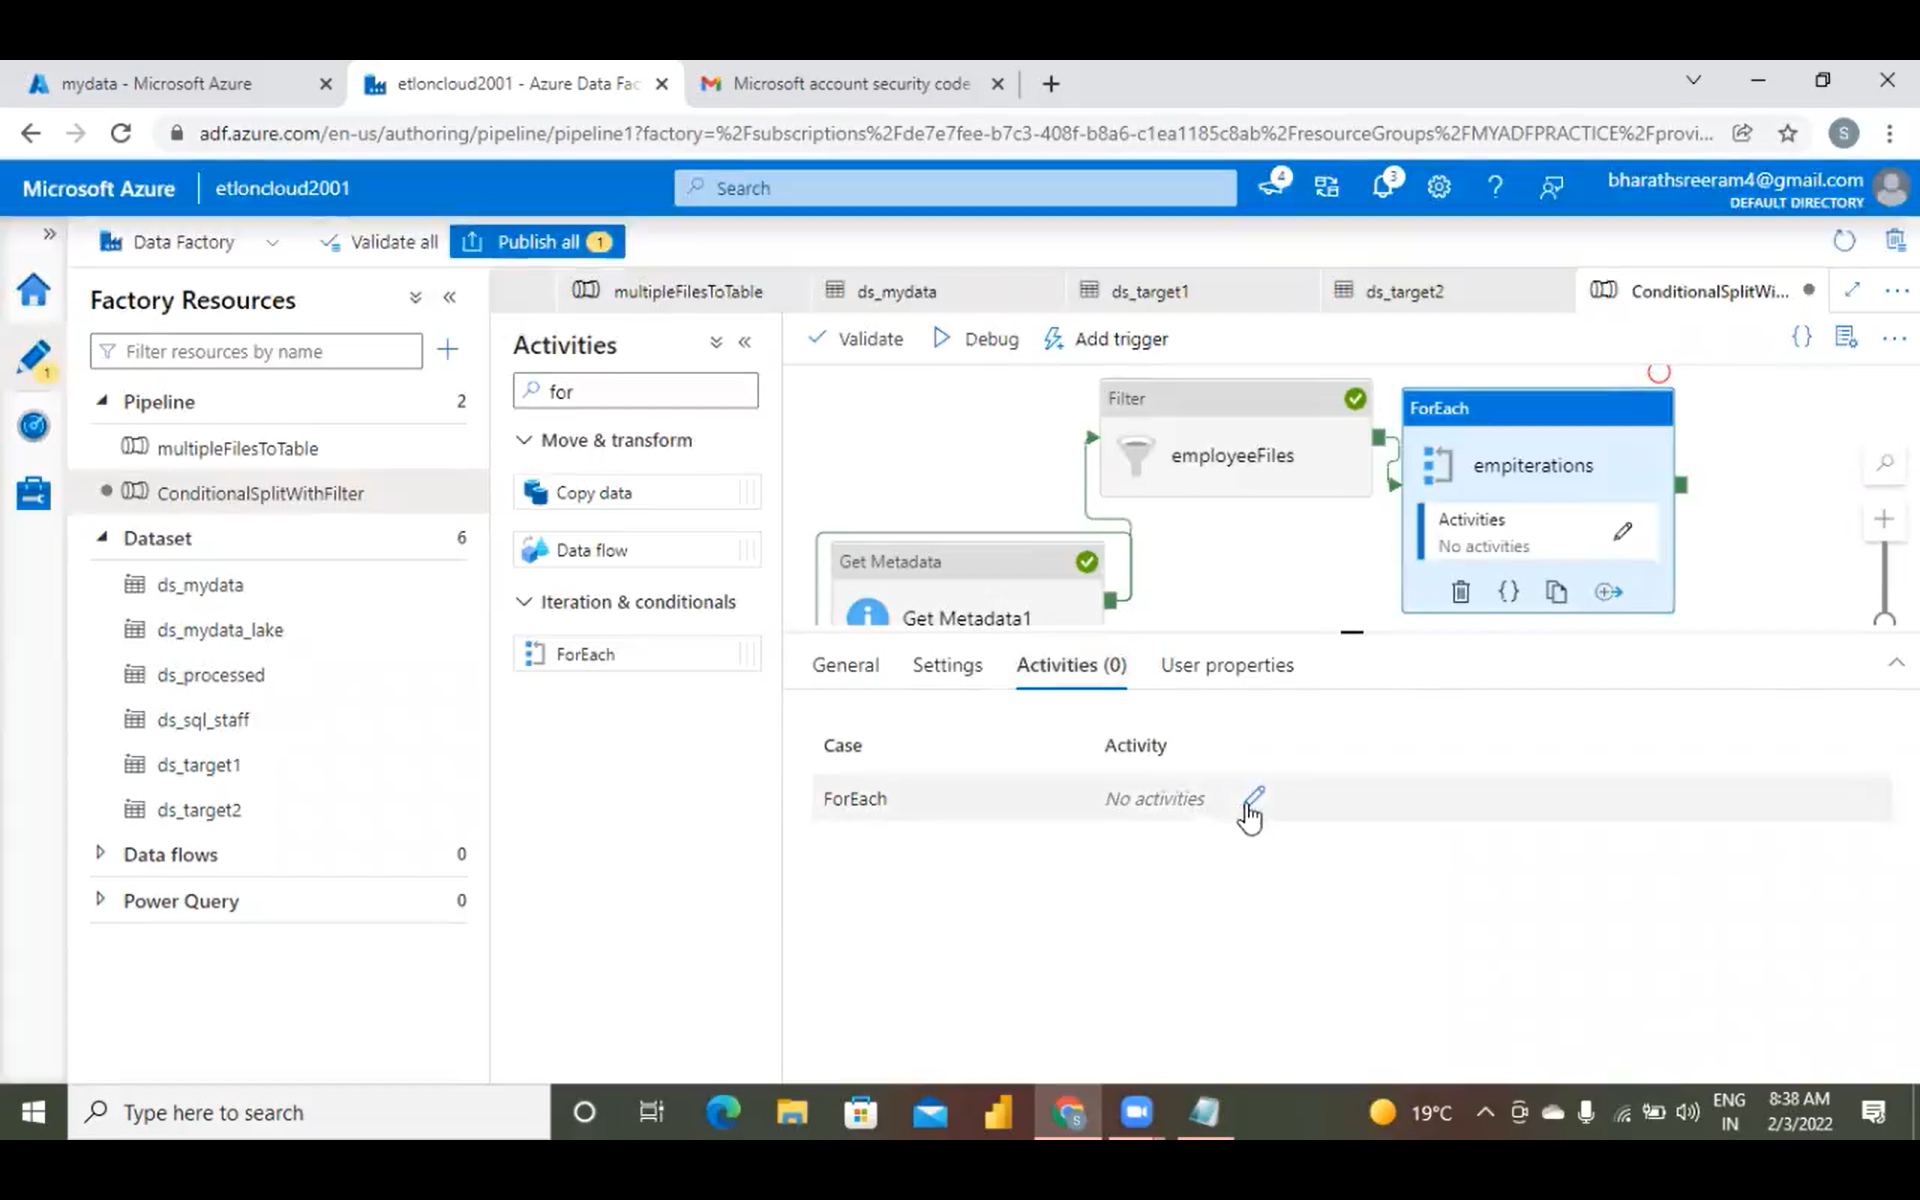 mydata - Microsoft Azure
etloncloud2001 - Azure Data Fac
Microsoft account security code
adf.azure.com/en-us/authoring/pipeline/pipeline1?factory=%2Fsubscriptions%2Fde7e7fee-b7c3-408f-b8a6-c1ea1185c8ab%2FresourceGroups%2FMYADFPRACTICE%2Fprovi...
S
Microsoft Azure
etloncloud2001
Search
4
3
bharathsreeram4@gmail.com
DEFAULT DIRECTORY
Data Factory
Validate all
Publish all 1
Factory Resources
multipleFilesToTable
ds_mydata
ds_target1
ds_target2
ConditionalSplitWi...
Filter resources by name
1
Pipeline 2
multipleFilesToTable
ConditionalSplitWithFilter
Dataset 6
ds_mydata
ds_mydata_lake
ds_processed
ds_sql_staff
ds_target1
ds_target2
Data flows 0
Power Query 0
Activities
for
Move & transform
Copy data
Data flow
Iteration & conditionals
ForEach
Validate
Debug
Add trigger
Filter
employeeFiles
ForEach
empiterations
Activities
No activities
Get Metadata
Get Metadata1
General
Settings
Activities (0)
User properties
Case
Activity
ForEach
No activities
Type here to search
S
19°C
ENG
IN
8:38 AM
2/3/2022